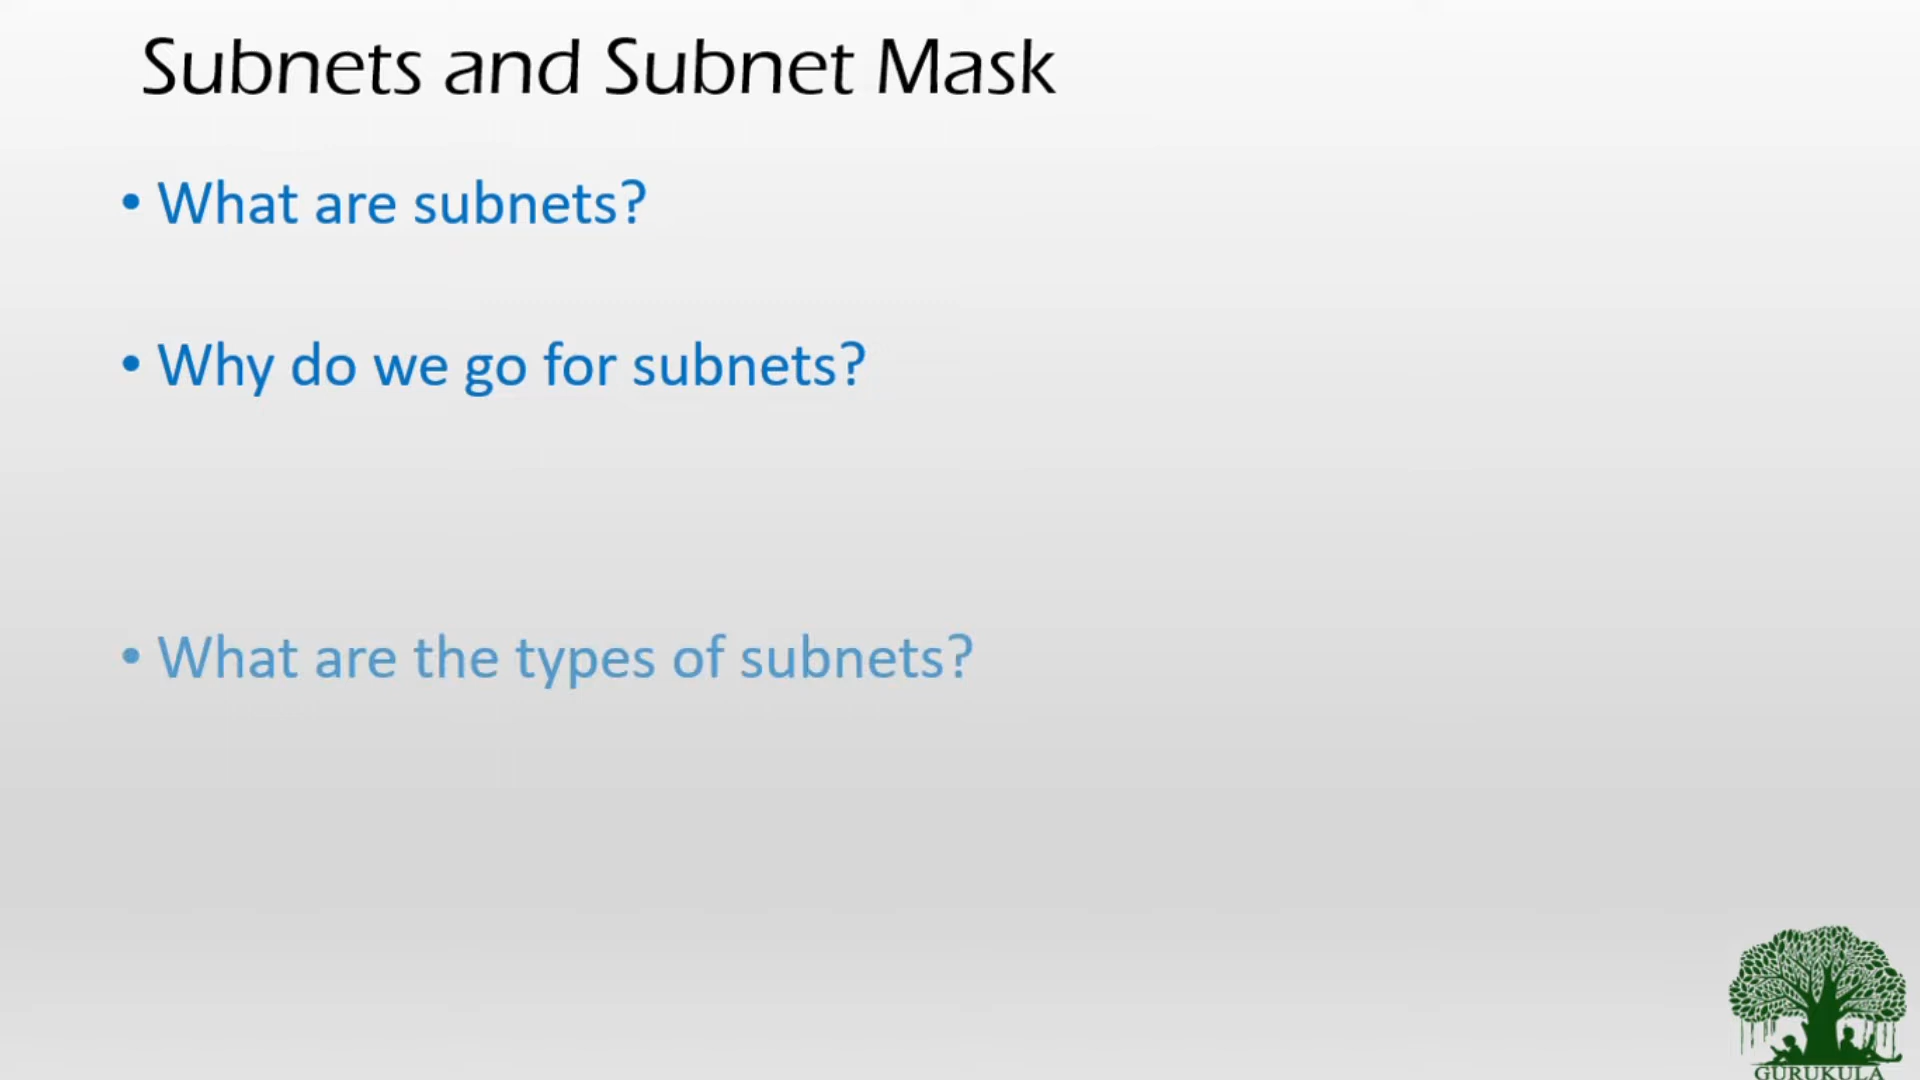 Subnets and Subnet Mask
• What are subnets?
• Why do we go for subnets?
• What are the types of subnets?
GURUKULA